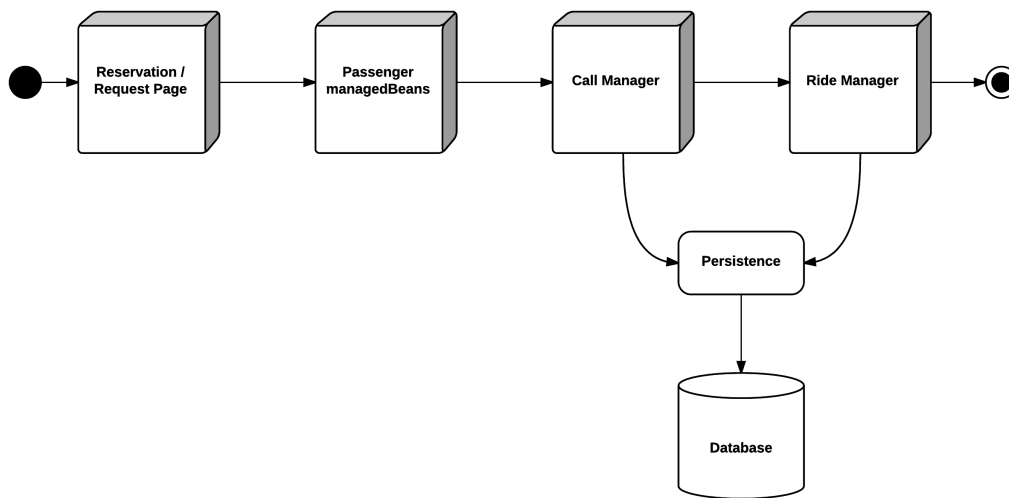 Reservation /
Request Page
Passenger
managedBeans
Call Manager
Ride Manager
Persistence
Database